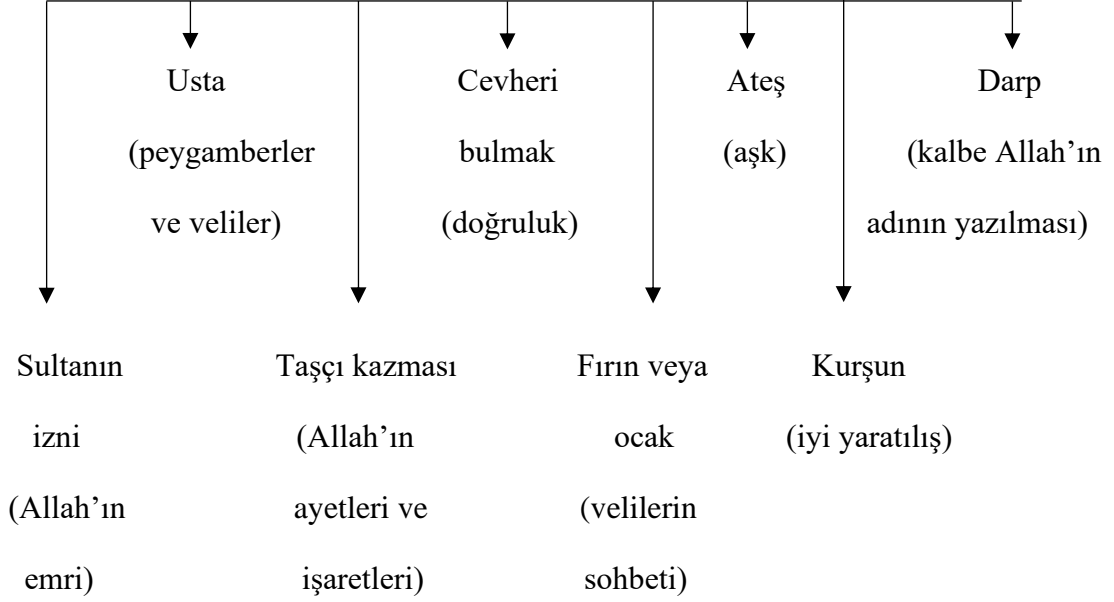 Usta
(peygamberler
ve veliler)
Cevheri
bulmak
(doğruluk)
Ateş
(aşk)
Darp
(kalbe Allah’ın
adının yazılması)
Sultanın
izni
(Allah’ın
emri)
Taşçı kazması
(Allah’ın
ayetleri ve
işaretleri)
Fırın veya
ocak
(velilerin
sohbeti)
Kurşun
(iyi yaratılış)